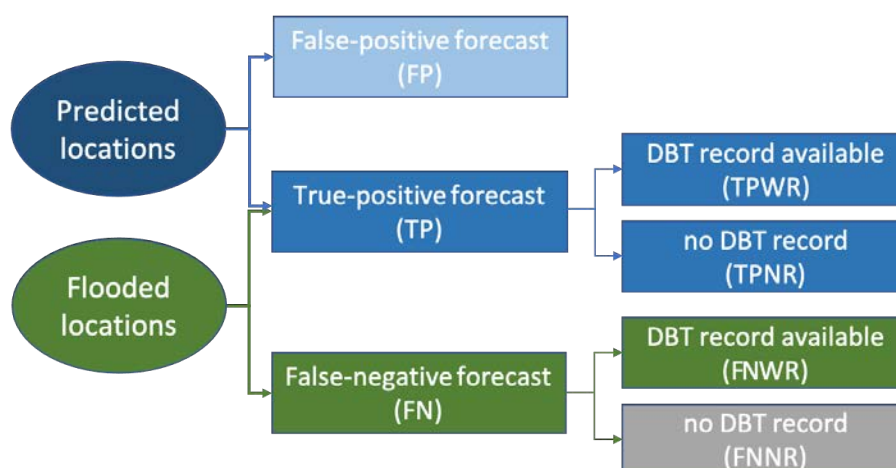 False-positive forecast
(FP)
Predicted
locations
DBT record available
(TPWR)
True-positive forecast
(TP)
no DBT record
(TPNR)
Flooded
locations
DBT record available
(FNWR)
False-negative forecast
(FN)
no DBT record
(FNNR)